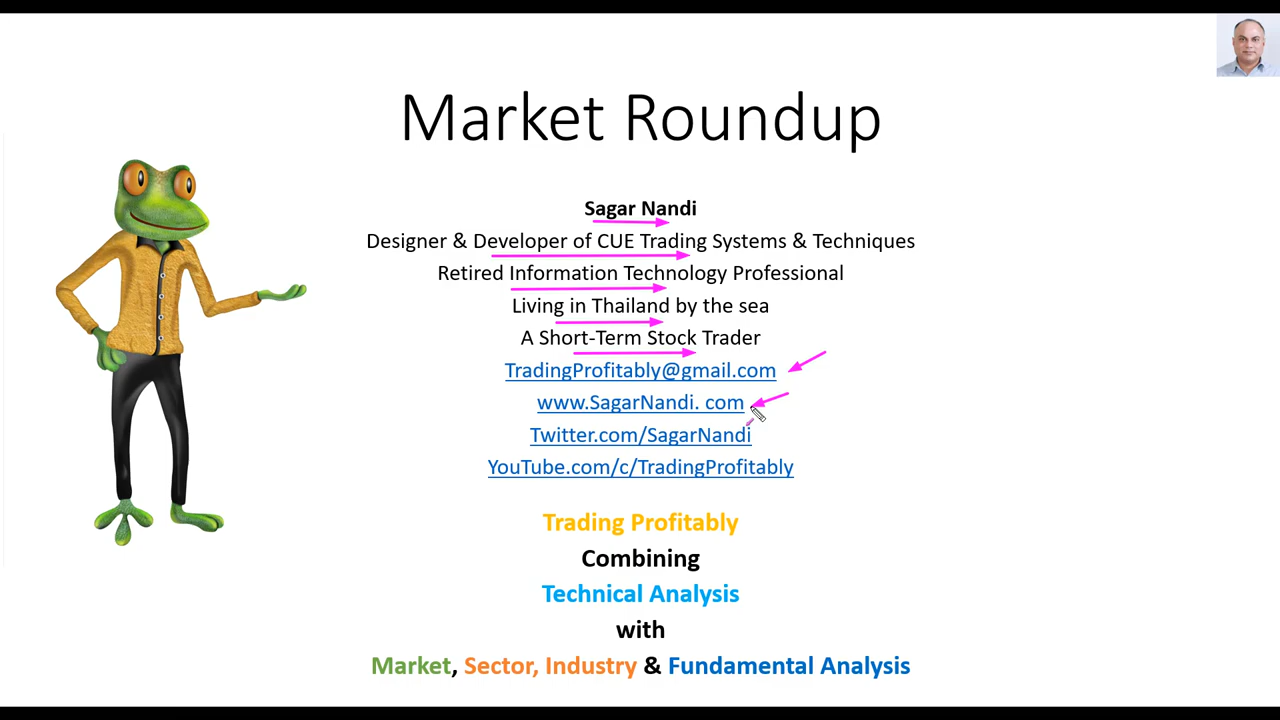 Market Roundup
Sagar Nandi
Designer & Developer of CUE Trading Systems & Techniques
Retired Information Technology Professional
Living in Thailand by the sea
A Short-Term Stock Trader
TradingProfitably@gmail.com
www.SagarNandi. com
Twitter.com/SagarNandi
YouTube.com/c/TradingProfitably
Trading Profitably
Combining
Technical Analysis
with
Market, Sector, Industry & Fundamental Analysis